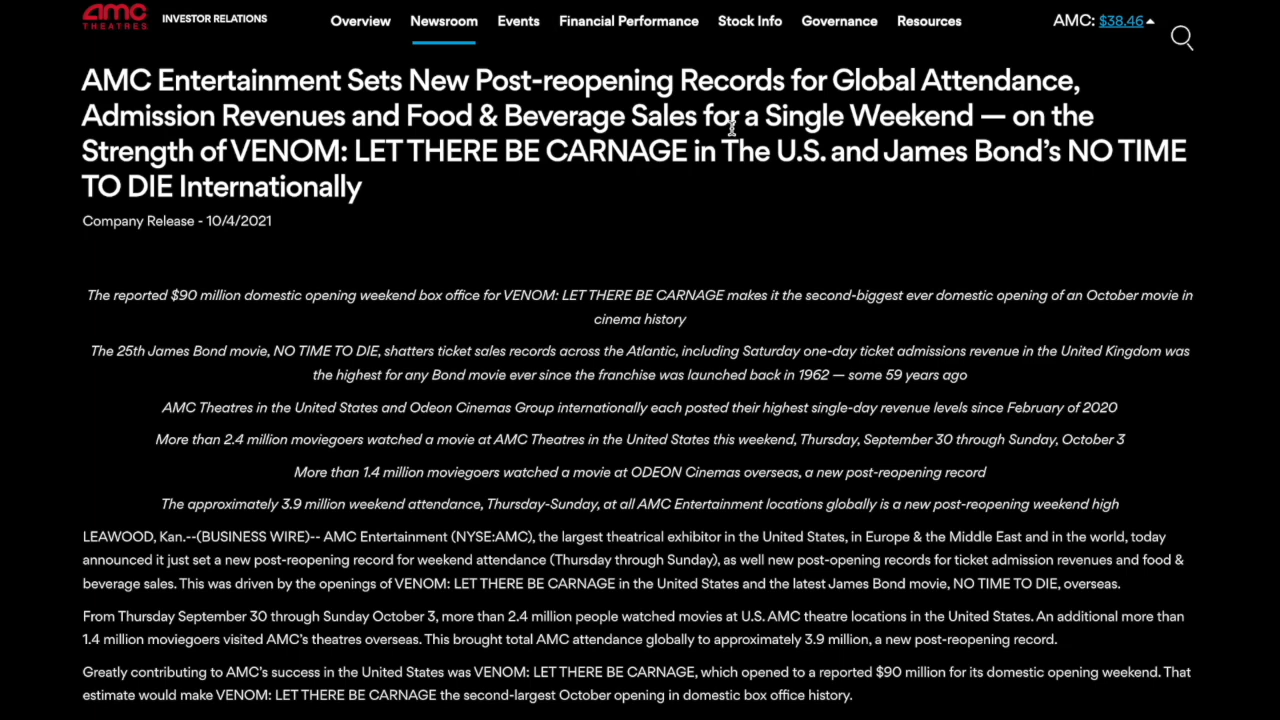 amc
THEATRES
INVESTOR RELATIONS
Overview
Newsroom
Events
Financial Performance
Stock Info
Governance
Resources
AMC: $38.46
AMC Entertainment Sets New Post-reopening Records for Global Attendance,
Admission Revenues and Food & Beverage Sales for a Single Weekend — on the
Strength of VENOM: LET THERE BE CARNAGE in The U.S. and James Bond's NO TIME
TO DIE Internationally
Company Release - 10/4/2021
The reported $90 million domestic opening weekend box office for VENOM: LET THERE BE CARNAGE makes it the second-biggest ever domestic opening of an October movie in
cinema history
The 25th James Bond movie, NO TIME TO DIE, shatters ticket sales records across the Atlantic, including Saturday one-day ticket admissions revenue in the United Kingdom was
the highest for any Bond movie ever since the franchise was launched back in 1962 — some 59 years ago
AMC Theatres in the United States and Odeon Cinemas Group internationally each posted their highest single-day revenue levels since February of 2020
More than 2.4 million moviegoers watched a movie at AMC Theatres in the United States this weekend, Thursday, September 30 through Sunday, October 3
More than 1.4 million moviegoers watched a movie at ODEON Cinemas overseas, a new post-reopening record
The approximately 3.9 million weekend attendance, Thursday-Sunday, at all AMC Entertainment locations globally is a new post-reopening weekend high
LEAWOOD, Kan.--(BUSINESS WIRE)-- AMC Entertainment (NYSE:AMC), the largest theatrical exhibitor in the United States, in Europe & the Middle East and in the world, today
announced it just set a new post-reopening record for weekend attendance (Thursday through Sunday), as well new post-opening records for ticket admission revenues and food &
beverage sales. This was driven by the openings of VENOM: LET THERE BE CARNAGE in the United States and the latest James Bond movie, NO TIME TO DIE, overseas.
From Thursday September 30 through Sunday October 3, more than 2.4 million people watched movies at U.S. AMC theatre locations in the United States. An additional more than
1.4 million moviegoers visited AMC's theatres overseas. This brought total AMC attendance globally to approximately 3.9 million, a new post-reopening record.
Greatly contributing to AMC's success in the United States was VENOM: LET THERE BE CARNAGE, which opened to a reported $90 million for its domestic opening weekend. That
estimate would make VENOM: LET THERE BE CARNAGE the second-largest October opening in domestic box office history.